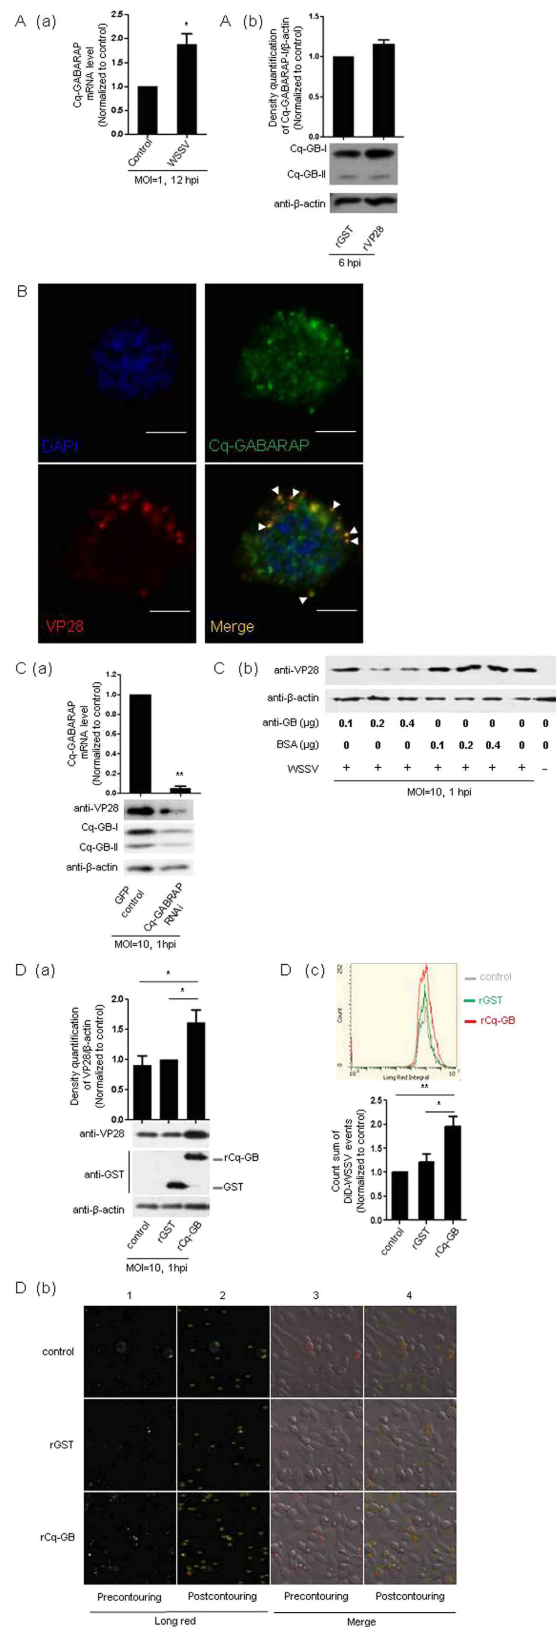 A (a)
Cq-GABARAP
mRNA level
(Normalized to control)
2.5
2.0
1.5
1.0
0.5
0.0
*
Control
WSSV
MOI=1, 12 hpi
A (b)
Density quantification
of Cq-GABARAP-I/β-actin
(Normalized to control)
1.5
1.0
0.5
0.0
Cq-GB-I
Cq-GB-II
anti-β-actin
rGST
rVP28
6 hpi
B
DAPI
Cq-GABARAP
VP28
Merge
C (a)
Cq-GABARAP
mRNA level
(Normalized to control)
1.2
1.0
0.8
0.6
0.4
0.2
0.0
**
anti-VP28
Cq-GB-I
Cq-GB-II
anti-β-actin
GFP
control
Cq-GABRAP
RNAi
MOI=10, 1hpi
C (b)
anti-VP28
anti-β-actin
anti-GB (μg) 0.1 0.2 0.4 0 0 0 0 0
BSA (μg) 0 0 0 0.1 0.2 0.4 0 0
WSSV + + + + + + + -
MOI=10, 1 hpi
D (a)
Density quantification
of VP28/β-actin
(Normalized to control)
2.0
1.5
1.0
0.5
0.0
*
*
anti-VP28
anti-GST
rCq-GB
GST
anti-β-actin
control
rGST
rCq-GB
MOI=10, 1hpi
D (c)
252
Count
0
Long Red Integral
control
rGST
rCq-GB
Count sum of
DiD-WSSV events
(Normalized to control)
2.5
2.0
1.5
1.0
0.5
0.0
**
*
control
rGST
rCq-GB
D (b)
1 2 3 4
control
rGST
rCq-GB
Precontouring Postcontouring Precontouring Postcontouring
Long red Merge